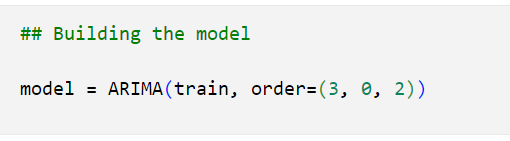 ## Building the model
model = ARIMA(train, order=(3, 0, 2))